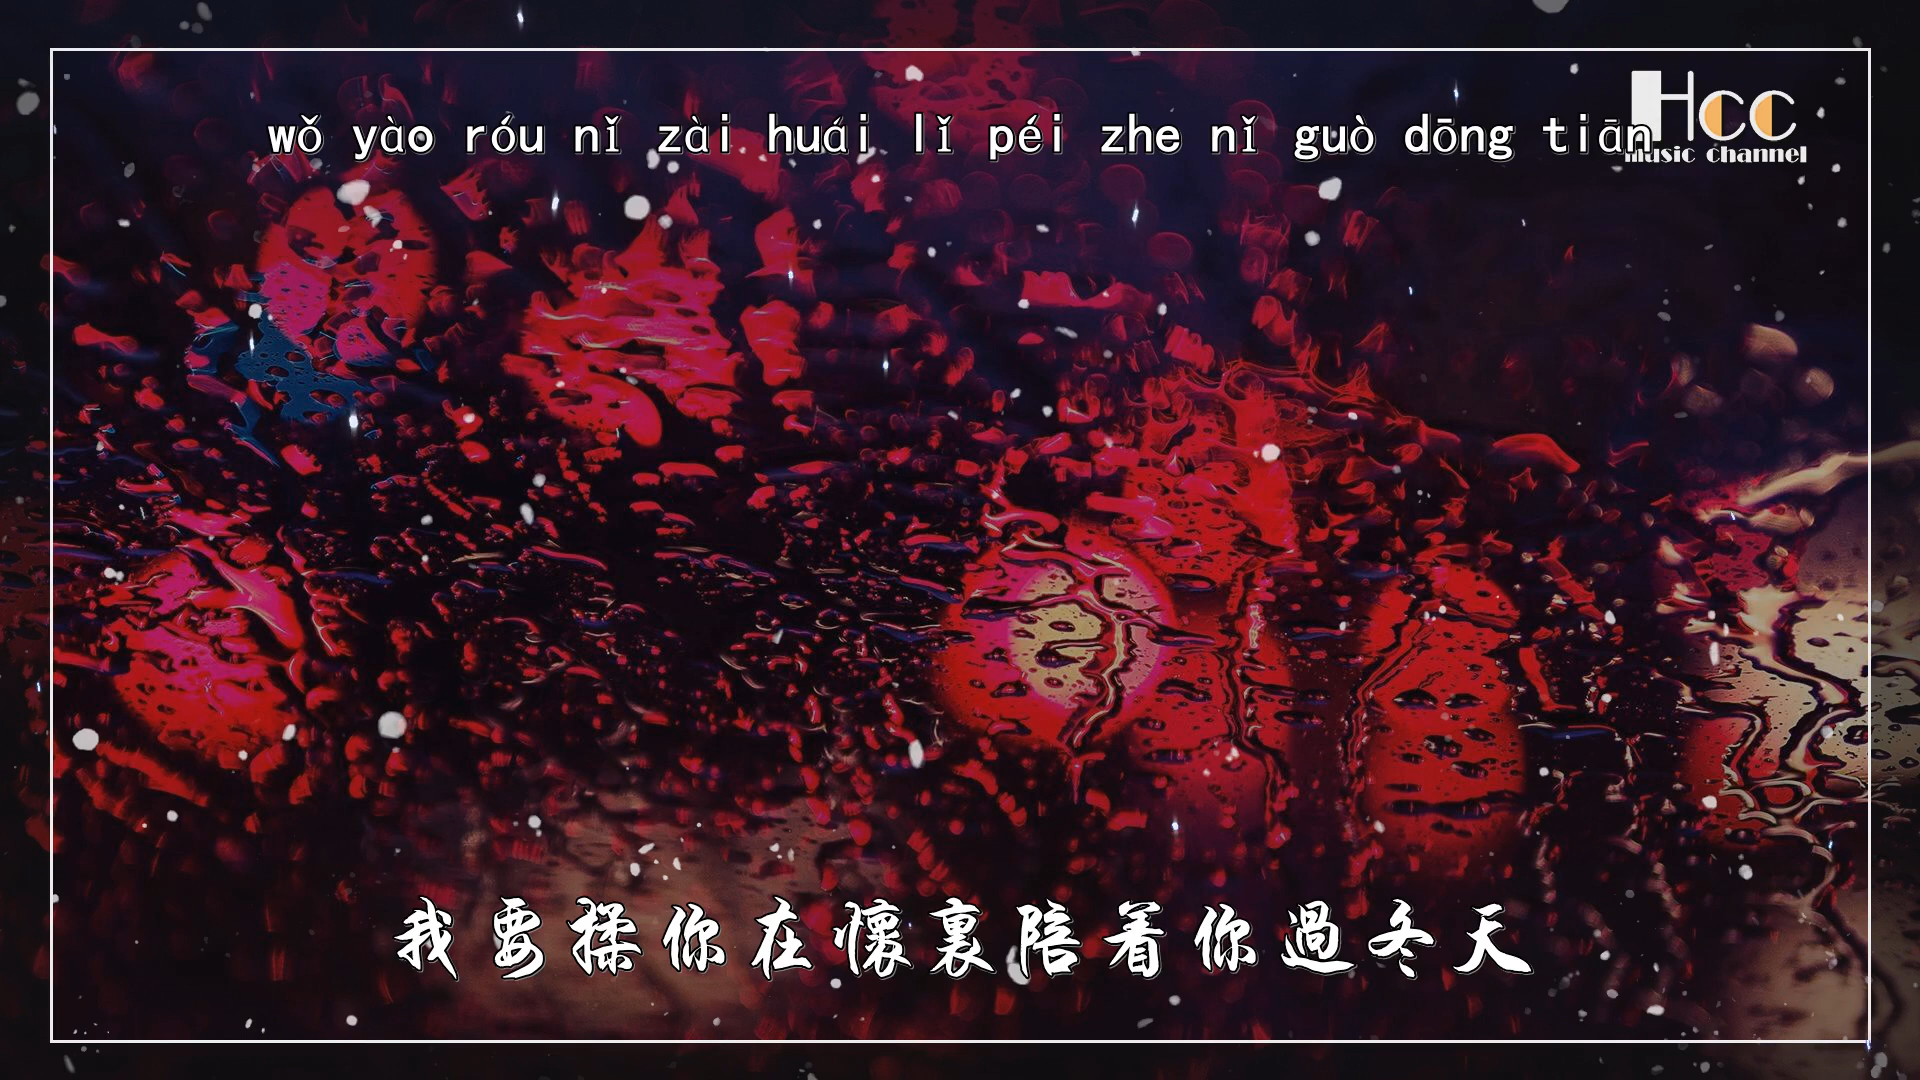 wǒ yào róu nǐ zài huái lǐ péi zhe nǐ guò dōng tiān
Hcc
music channel
我要揉你在懷裏陪着你過冬天